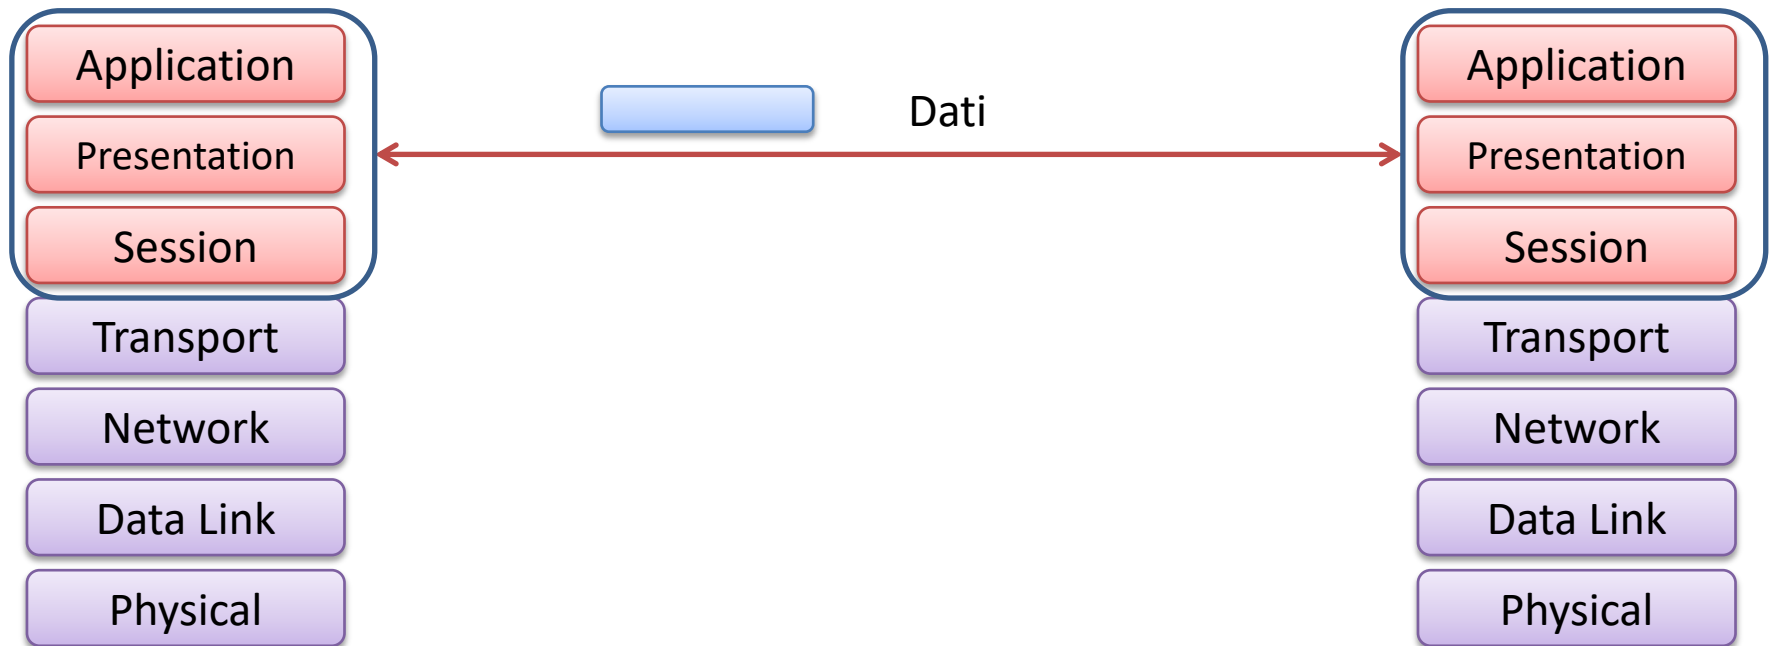 Application
Presentation
Session
Transport
Network
Data Link
Physical
Dati
Application
Presentation
Session
Transport
Network
Data Link
Physical